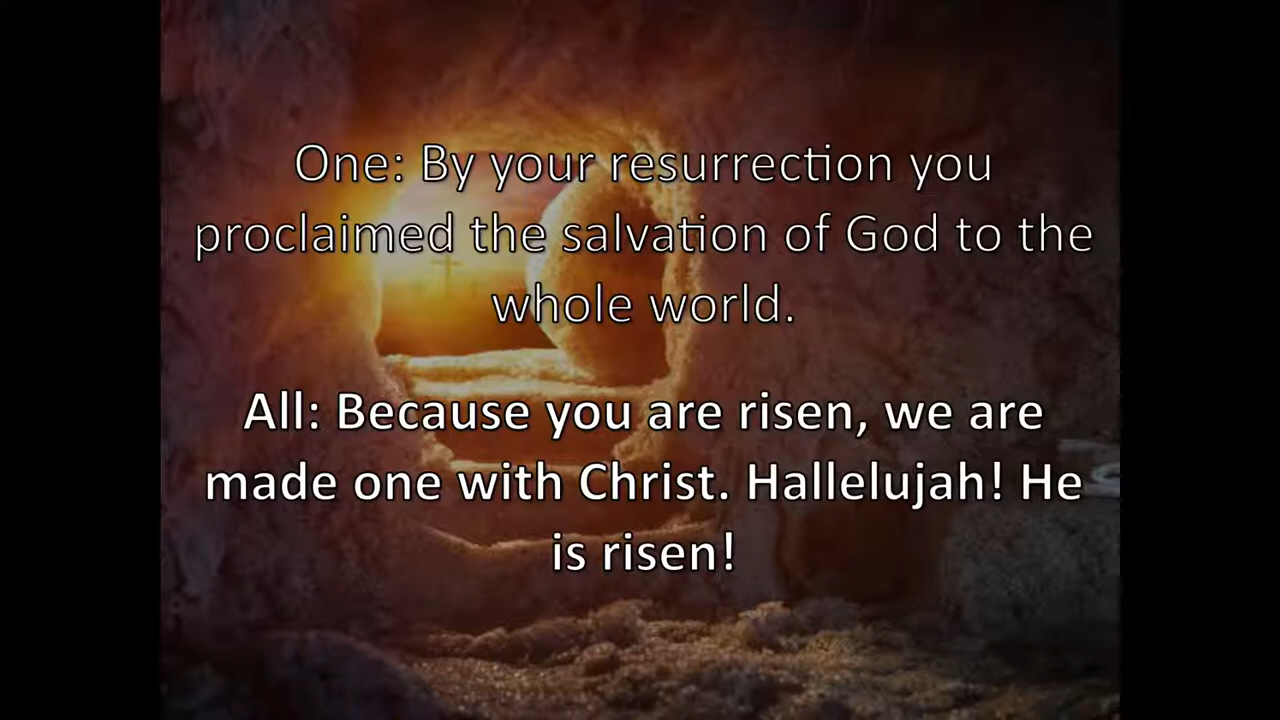 One: By your resurrection you
proclaimed the salvation of God to the
whole world.
All: Because you are risen, we are
made one with Christ. Hallelujah! He
is risen!